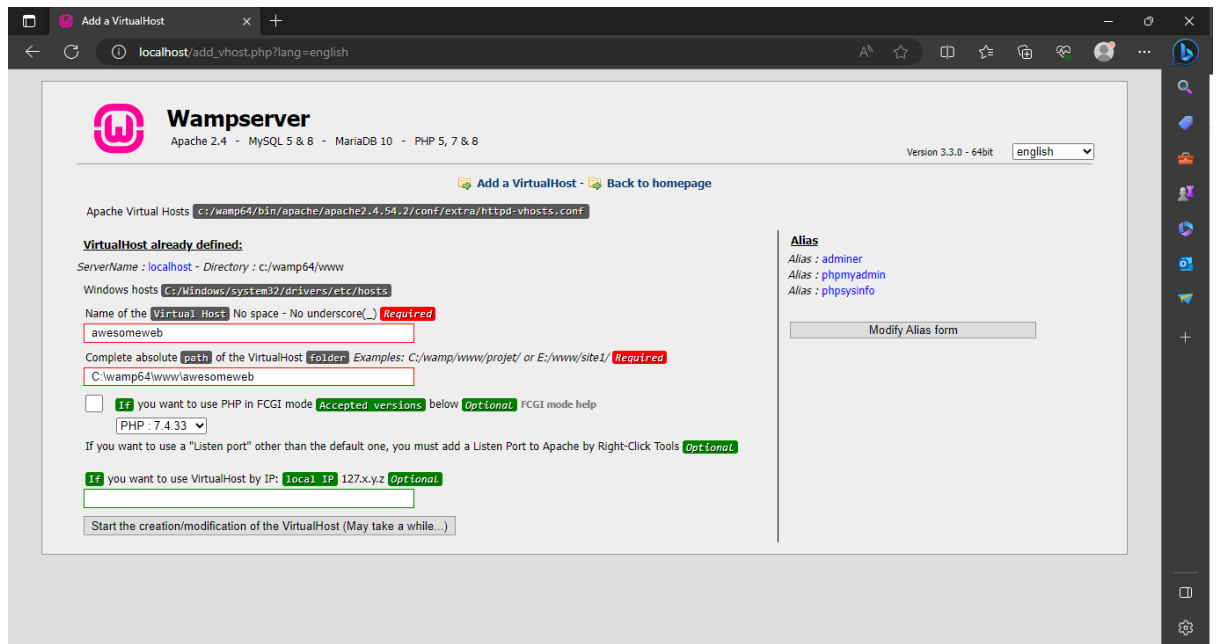 Add a VirtualHost
localhost/add_vhost.php?lang=english
Wampserver
Apache 2.4 - MySQL 5 & 8 - MariaDB 10 - PHP 5, 7 & 8
Version 3.3.0 - 64bit english
Add a VirtualHost - Back to homepage
Apache Virtual Hosts c:/wamp64/bin/apache/apache2.4.54.2/conf/extra/httpd-vhosts.conf
VirtualHost already defined:
ServerName : localhost - Directory : c:/wamp64/www
Windows hosts C:/Windows/system32/drivers/etc/hosts
Name of the Virtual Host No space - No underscore(_) Required
awesomeweb
Complete absolute path of the VirtualHost folder Examples: C:/wamp/www/projet/ or E:/www/site1/ Required
C:\wamp64\www\awesomeweb
If you want to use PHP in FCGI mode Accepted versions below Optional FCGI mode help
PHP : 7.4.33
If you want to use a "Listen port" other than the default one, you must add a Listen Port to Apache by Right-Click Tools Optional
If you want to use VirtualHost by IP: local IP 127.x.y.z Optional
Start the creation/modification of the VirtualHost (May take a while...)
Alias
Alias : adminer
Alias : phpmyadmin
Alias : phpsysinfo
Modify Alias form